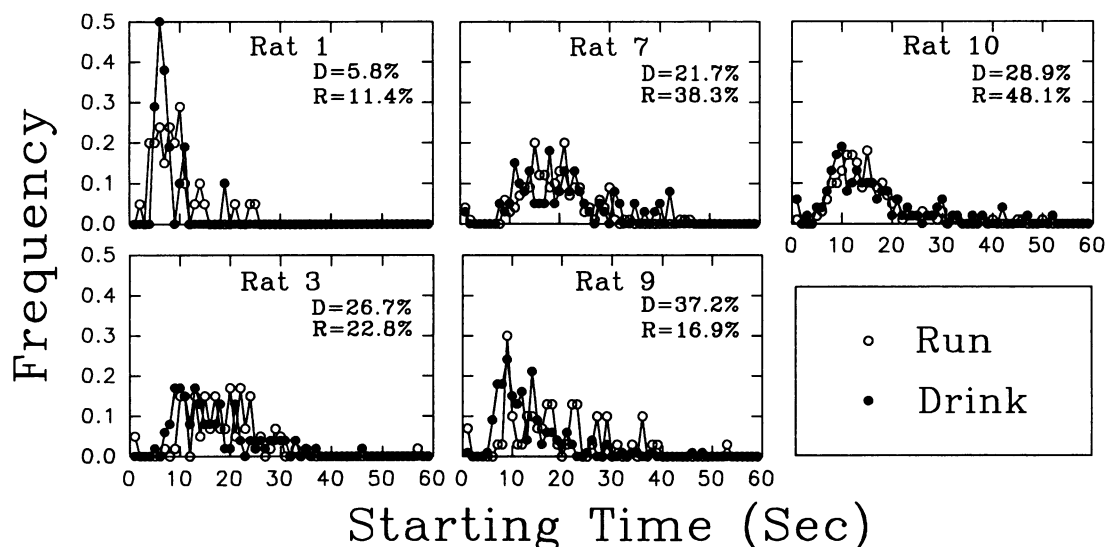 Frequency
0.5
0.4
0.3
0.2
0.1
0.0
Rat 1
D=5.8%
R=11.4%
Rat 7
D=21.7%
R=38.3%
Rat 10
D=28.9%
R=48.1%
0 10 20 30 40 50 60
0.5
0.4
0.3
0.2
0.1
0.0
Rat 3
D=26.7%
R=22.8%
Rat 9
D=37.2%
R=16.9%
Run
Drink
0 10 20 30 40 50 60
0 10 20 30 40 50 60
Starting Time (Sec)